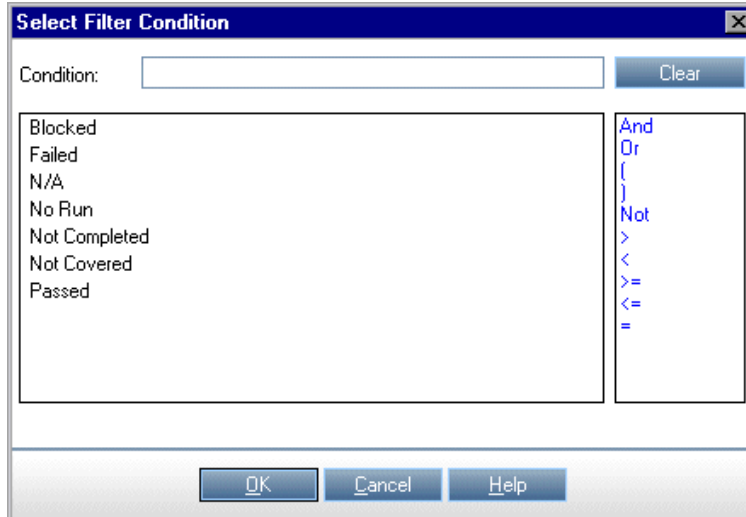 Select Filter Condition
Condition:
Clear
Blocked
Failed
N/A
No Run
Not Completed
Not Covered
Passed
And
Or
(
)
Not
>
<
>=
<=
=
OK
Cancel
Help